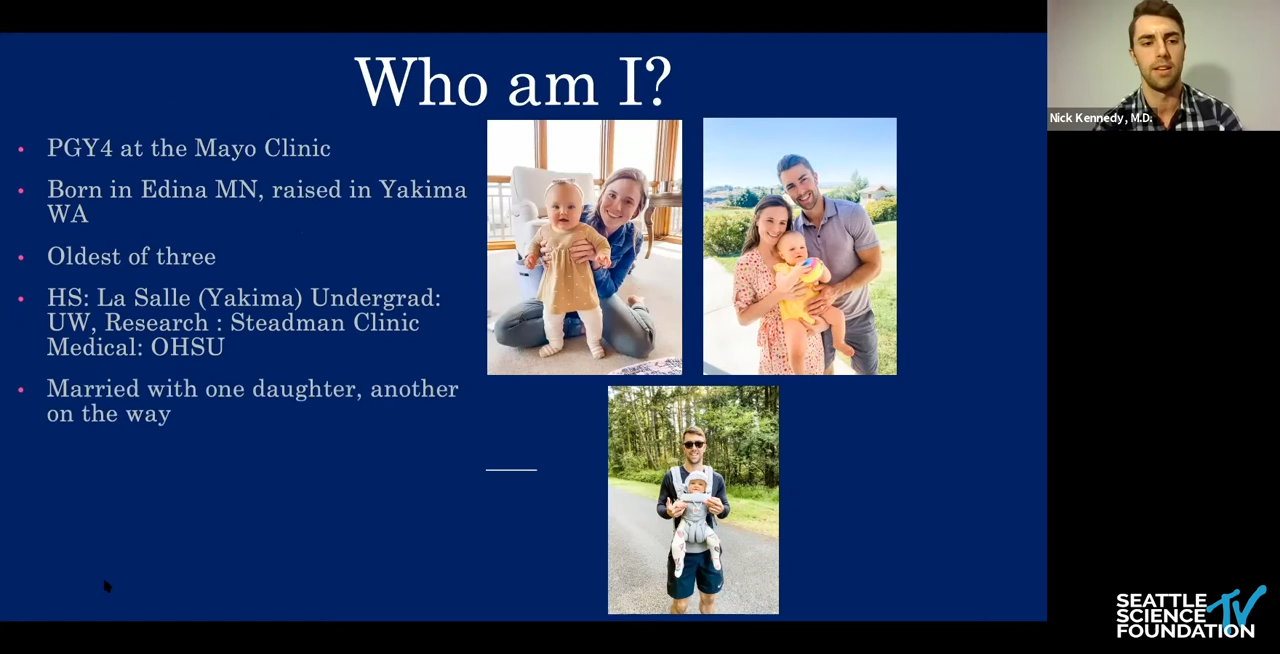 Who am I?
PGY4 at the Mayo Clinic
Born in Edina MN, raised in Yakima
WA
Oldest of three
HS: La Salle (Yakima) Undergrad:
UW, Research : Steadman Clinic
Medical: OHSU
Married with one daughter, another
on the way
Nick Kennedy, M.D.
SEATTLE
SCIENCE TV
FOUNDATION